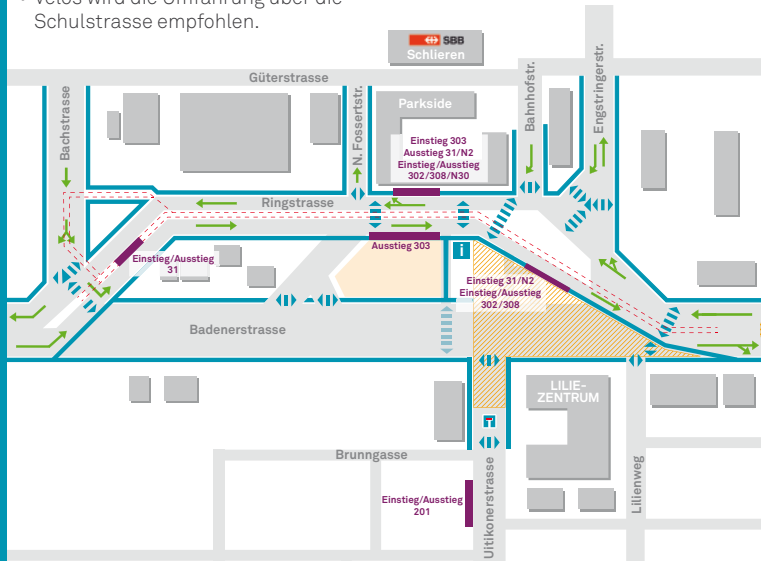 Velos wird die Umfahrung über die
Schulstrasse empfohlen.
SBB
Schlieren
Güterstrasse
Bachstrasse
N. Fossertstr.
Parkside
Bahnhofstr.
Engstringerstr.
Einstieg 303
Ausstieg 31/N2
Einstieg/Ausstieg
302/308/N30
Ringstrasse
Ausstieg 303
i
Einstieg/Ausstieg
31
Einstieg 31/N2
Einstieg/Ausstieg
302/308
Badenerstrasse
LILIE-
ZENTRUM
Brunngasse
Uitikonerstrasse
Lilienweg
Einstieg/Ausstieg
201